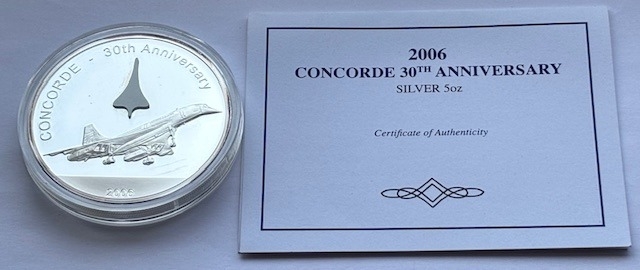 CONCORDE - 30th Anniversary
2006
2006
CONCORDE 30TH ANNIVERSARY
SILVER 5oz
Certificate of Authenticity